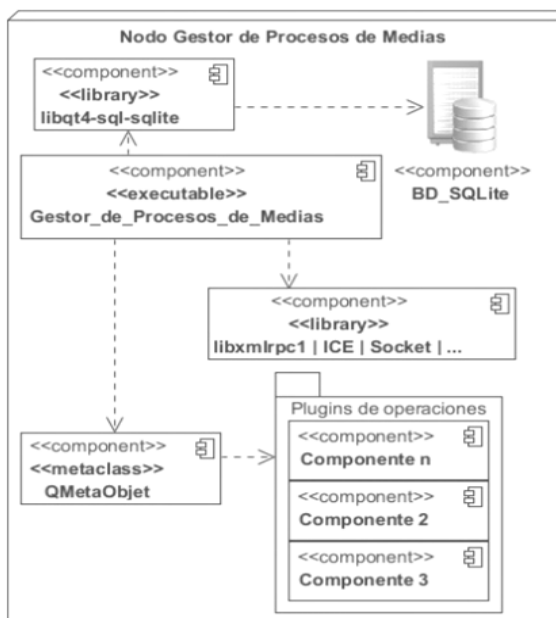 Nodo Gestor de Procesos de Medias
<<component>>
<<library>>
libqt4-sql-sqlite
<<component>>
BD_SQLite
<<component>>
<<executable>>
Gestor_de_Procesos_de_Medias
<<component>>
<<library>>
libxmlrpc1 | ICE | Socket | ...
<<component>>
<<metaclass>>
QMetaObjet
Plugins de operaciones
<<component>>
Componente n
<<component>>
Componente 2
<<component>>
Componente 3